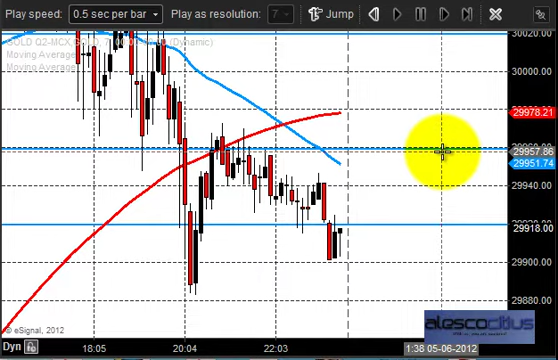 Play speed: 0.5 sec per bar Play as resolution: 7 Jump
GOLD Q2-MCX (Dynamic)
Moving Average
Moving Average
30020.00
30000.00
29978.21
29957.86
29951.74
29940.00
29918.00
29900.00
29880.00
© eSignal, 2012
alescocitius
Dyn 18:05 20:04 22:03 1:38 05-06-2012